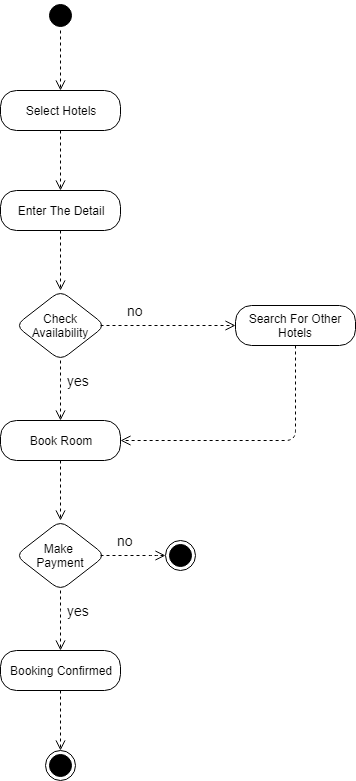 Select Hotels
Enter The Detail
Check
Availability
no
Search For Other
Hotels
yes
Book Room
Make
Payment
no
yes
Booking Confirmed